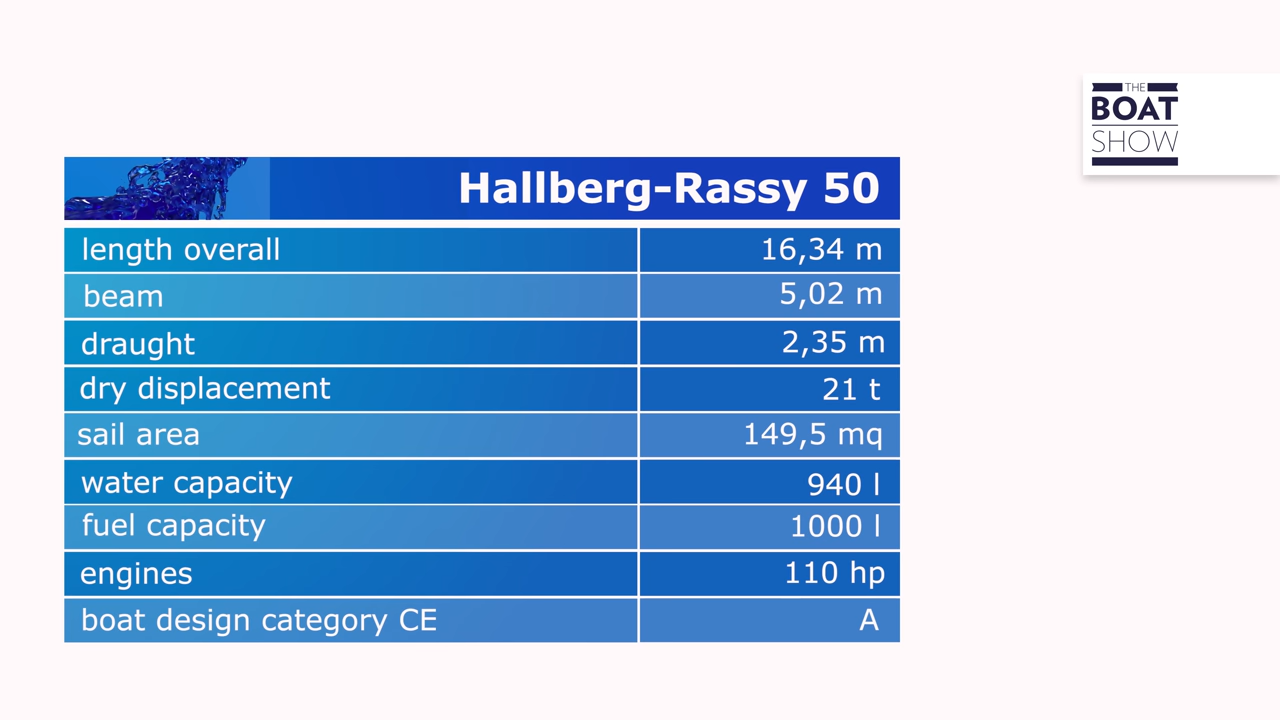 THE
BOAT
SHOW
Hallberg-Rassy 50
length overall 16,34 m
beam 5,02 m
draught 2,35 m
dry displacement 21 t
sail area 149,5 mq
water capacity 940 l
fuel capacity 1000 l
engines 110 hp
boat design category CE A